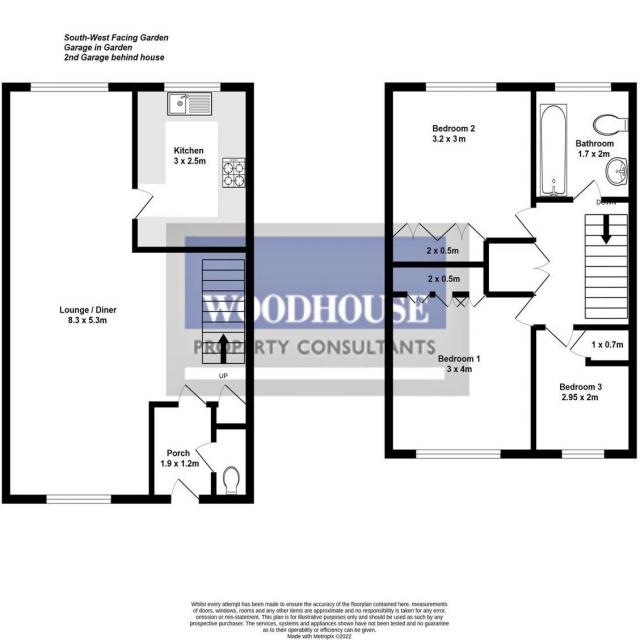 South-West Facing Garden
Garage in Garden
2nd Garage behind house
Kitchen
3 x 2.5m
Lounge / Diner
8.3 x 5.3m
UP
Porch
1.9 x 1.2m
Bedroom 2
3.2 x 3m
Bathroom
1.7 x 2m
DOWN
2 x 0.5m
2 x 0.5m
WOODHOUSE
PROPERTY CONSULTANTS
Bedroom 1
3 x 4m
1 x 0.7m
Bedroom 3
2.95 x 2m
Whilst every attempt has been made to ensure the accuracy of the floorplan contained here, measurements
of doors, windows, rooms and any other items are approximate and no responsibility is taken for any error,
omission or mis-statement. This plan is for illustrative purposes only and should be used as such by any
prospective purchaser. The services, systems and appliances shown have not been tested and no guarantee
as to their operability or efficiency can be given.
Made with Metropix ©2022